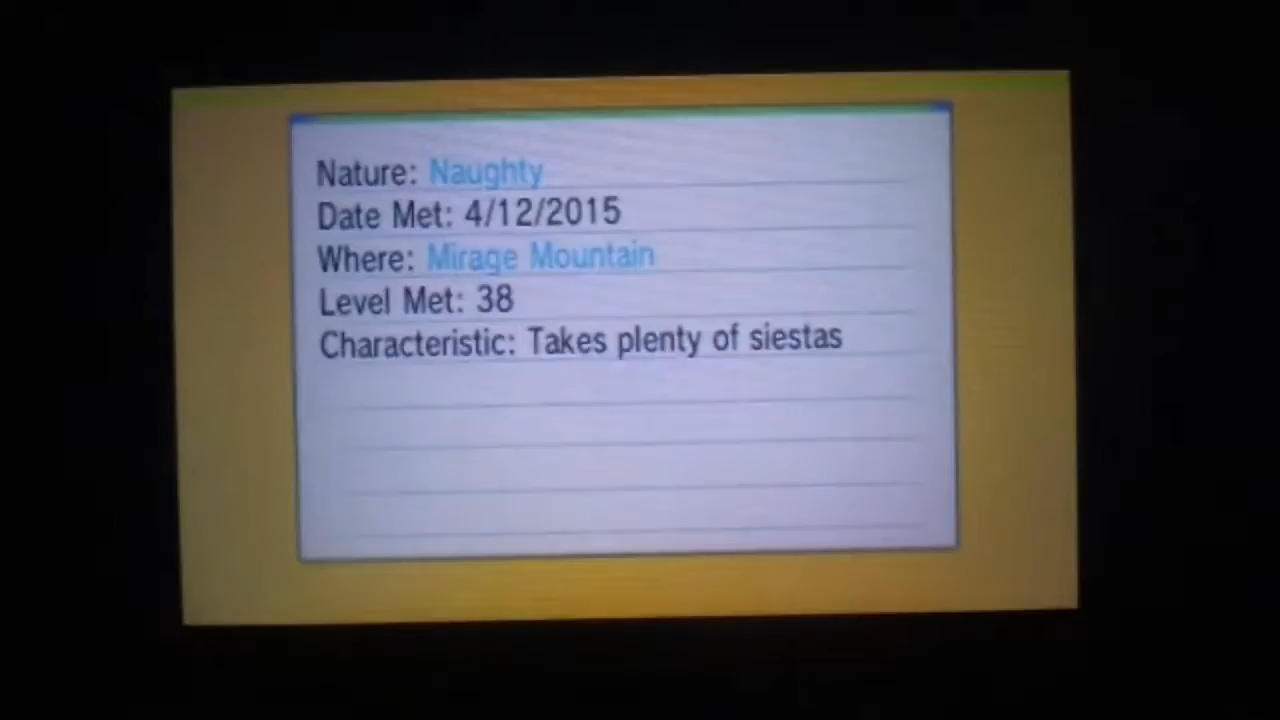 Nature: Naughty
Date Met: 4/12/2015
Where: Mirage Mountain
Level Met: 38
Characteristic: Takes plenty of siestas